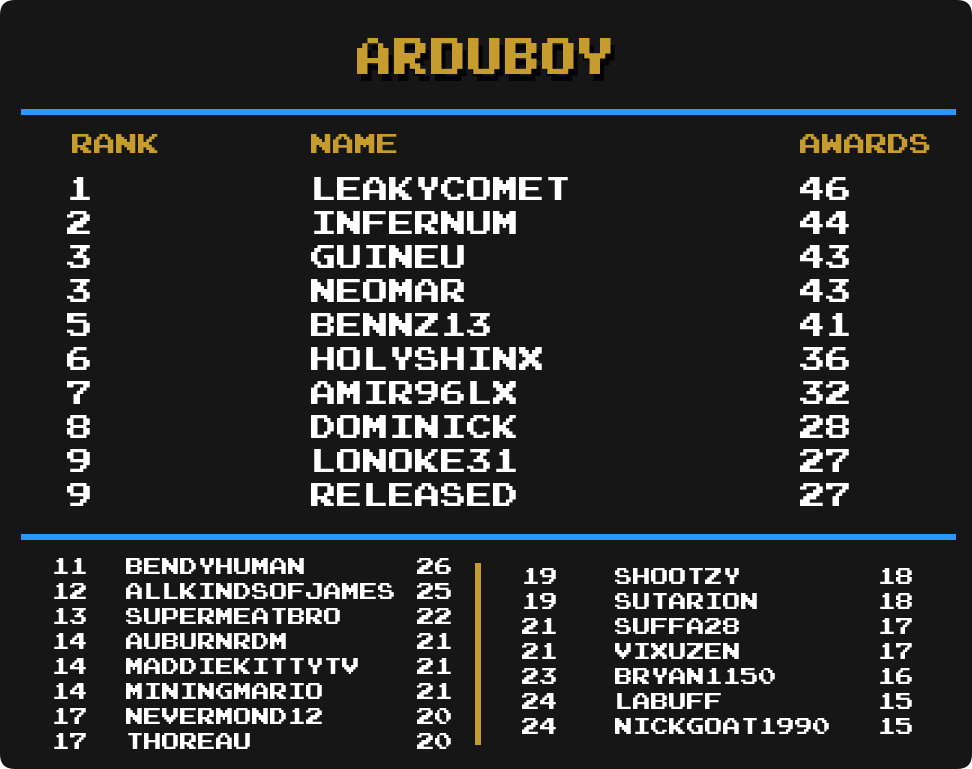 ARDUBOY
RANK NAME AWARDS
1 LEAKYCOMET 46
2 INFERNUM 44
3 GUINEU 43
3 NEOMAR 43
5 BENNZ13 41
6 HOLYSHINX 36
7 AMIR96LX 32
8 DOMINICK 28
9 LONOKE31 27
9 RELEASED 27
11 BENDYHUMAN 26
12 ALLKINDSOFJAMES 25
13 SUPERMEATBRO 22
14 AUBURNRDM 21
14 MADDIEKITTYTV 21
14 MININGMARIO 21
17 NEVERMOND12 20
17 THOREAU 20
19 SHOOTZY 18
19 SUTARION 18
21 SUFFA28 17
21 VIXUZEN 17
23 BRYAN1150 16
24 LABUFF 15
24 NICKGOAT1990 15